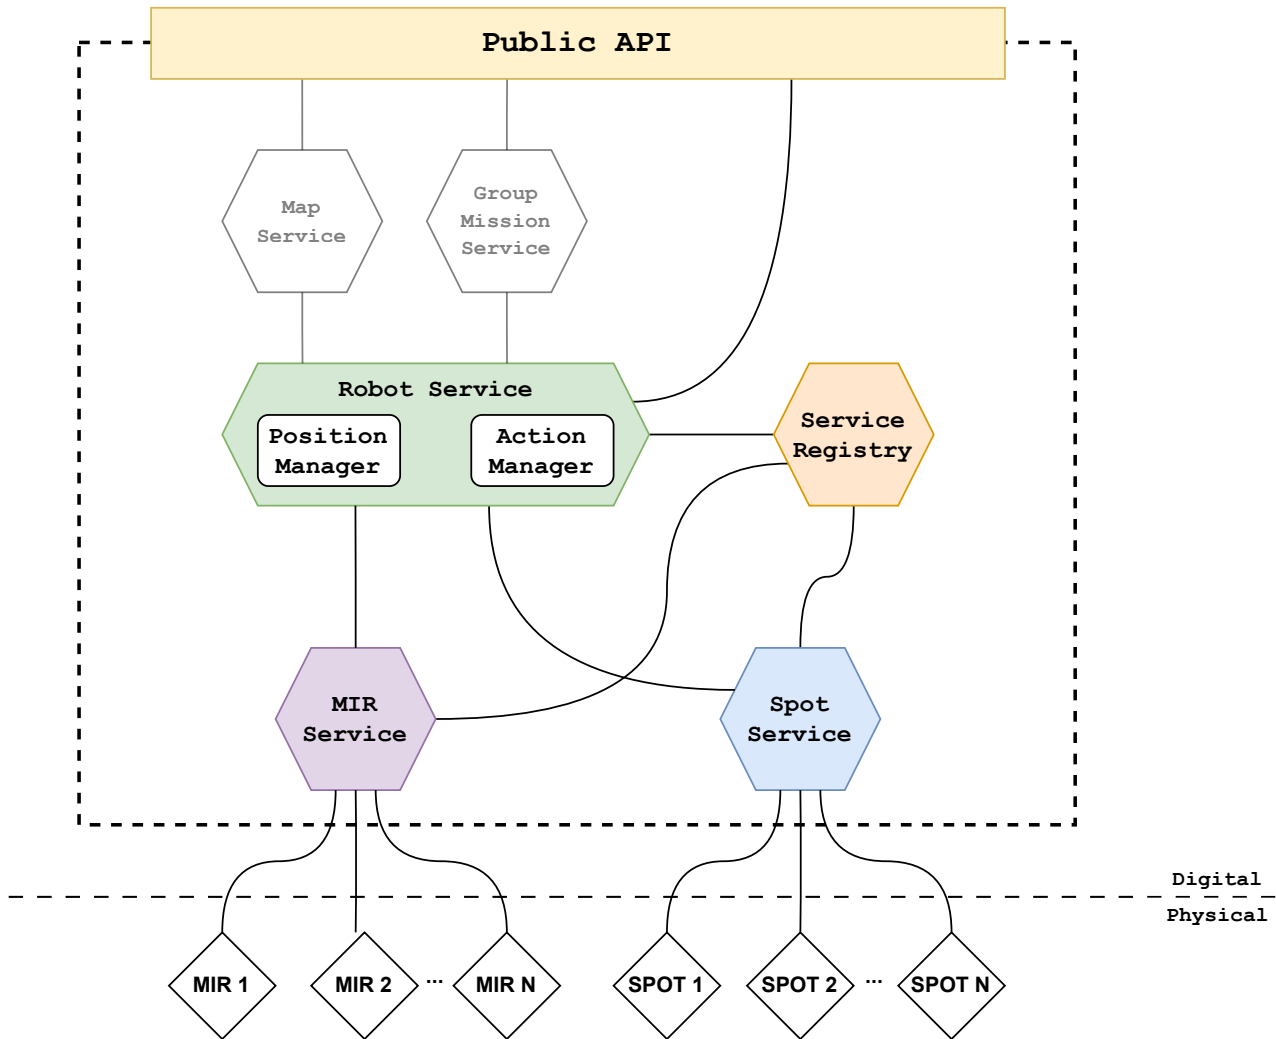 Public API
Map
Service
Group
Mission
Service
Robot Service
Position
Manager
Action
Manager
Service
Registry
MIR
Service
Spot
Service
Digital
Physical
MIR 1
MIR 2
...
MIR N
SPOT 1
SPOT 2
...
SPOT N